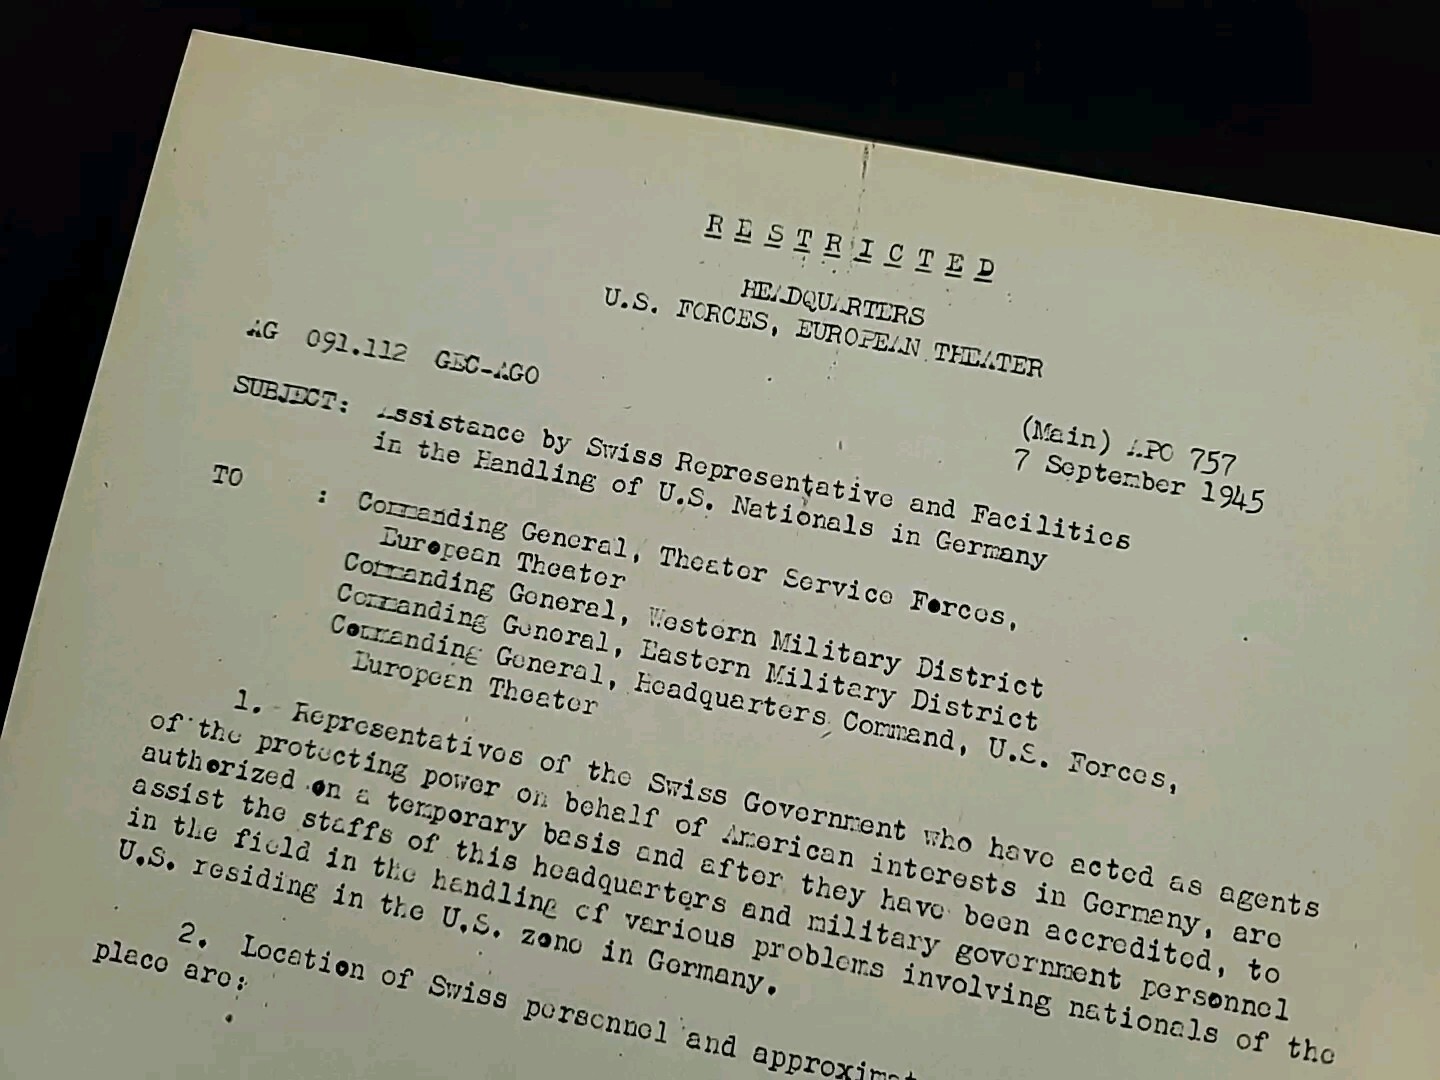 R E S T R I C T E D
HEADQUARTERS
U.S. FORCES, EUROPEAN THEATER
AG 091.112 GEC-AGO
(Main) APO 757
7 September 1945
SUBJECT: Assistance by Swiss Representative and Facilities
in the Handling of U.S. Nationals in Germany
TO : Commanding General, Theater Service Forces,
European Theater
Commanding General, Western Military District
Commanding General, Eastern Military District
Commanding General, Headquarters Command, U.S. Forces,
European Theater
1. Representatives of the Swiss Government who have acted as agents
of the protecting power on behalf of American interests in Germany, are
authorized on a temporary basis and after they have been accredited, to
assist the staffs of this headquarters and military government personnel
in the field in the handling of various problems involving nationals of the
U.S. residing in the U.S. zone in Germany.
2. Location of Swiss personnel and
place are: